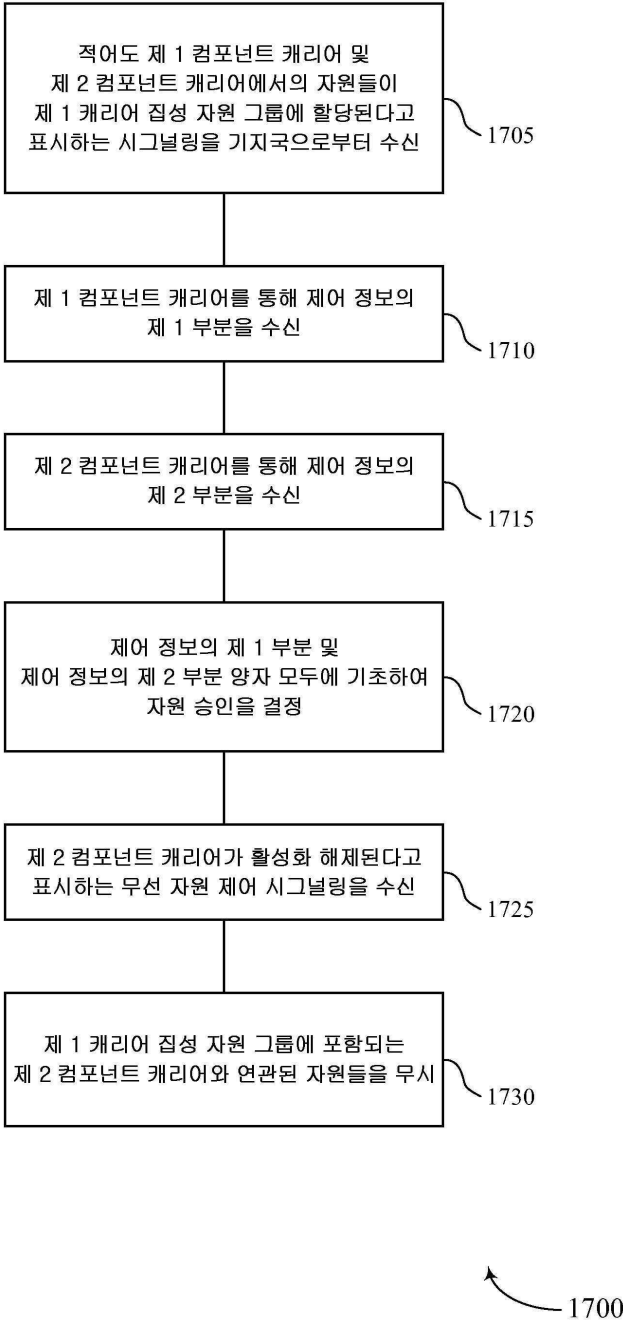 적어도 제 1 컴포넌트 캐리어 및
제 2 컴포넌트 캐리어에서의 자원들이
제 1 캐리어 집성 자원 그룹에 할당된다고
표시하는 시그널링을 기지국으로부터 수신
1705
제 1 컴포넌트 캐리어를 통해 제어 정보의
제 1 부분을 수신
1710
제 2 컴포넌트 캐리어를 통해 제어 정보의
제 2 부분을 수신
1715
제어 정보의 제 1 부분 및
제어 정보의 제 2 부분 양자 모두에 기초하여
자원 승인을 결정
1720
제 2 컴포넌트 캐리어가 활성화 해제된다고
표시하는 무선 자원 제어 시그널링을 수신
1725
제 1 캐리어 집성 자원 그룹에 포함되는
제 2 컴포넌트 캐리어와 연관된 자원들을 무시
1730
1700